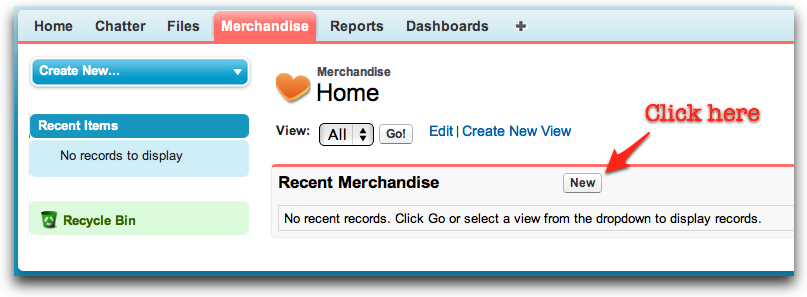 Home Chatter Files Merchandise Reports Dashboards +
Create New...
Merchandise
Home
Click here
Recent Items
View: All Go! Edit | Create New View
No records to display
Recent Merchandise New
Recycle Bin
No recent records. Click Go or select a view from the dropdown to display records.